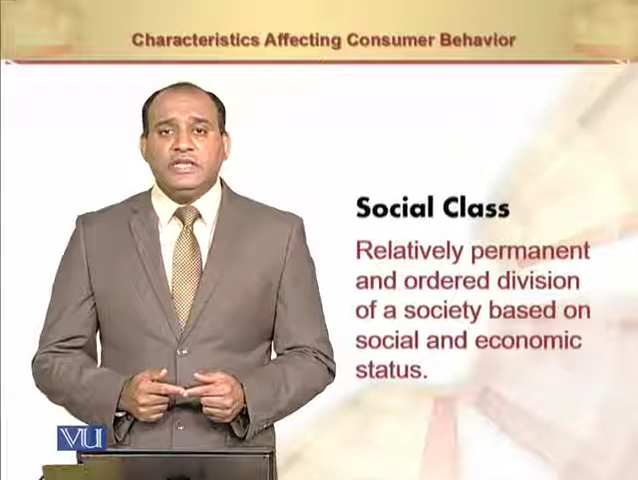 Characteristics Affecting Consumer Behavior
Social Class
Relatively permanent
and ordered division
of a society based on
social and economic
status.
VU